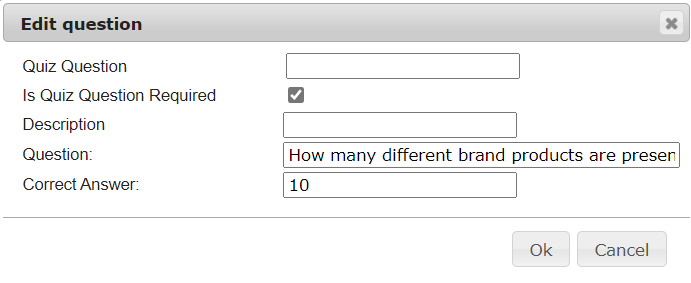 Edit question
Quiz Question
Is Quiz Question Required
Description
Question: How many different brand products are presen
Correct Answer: 10
Ok Cancel